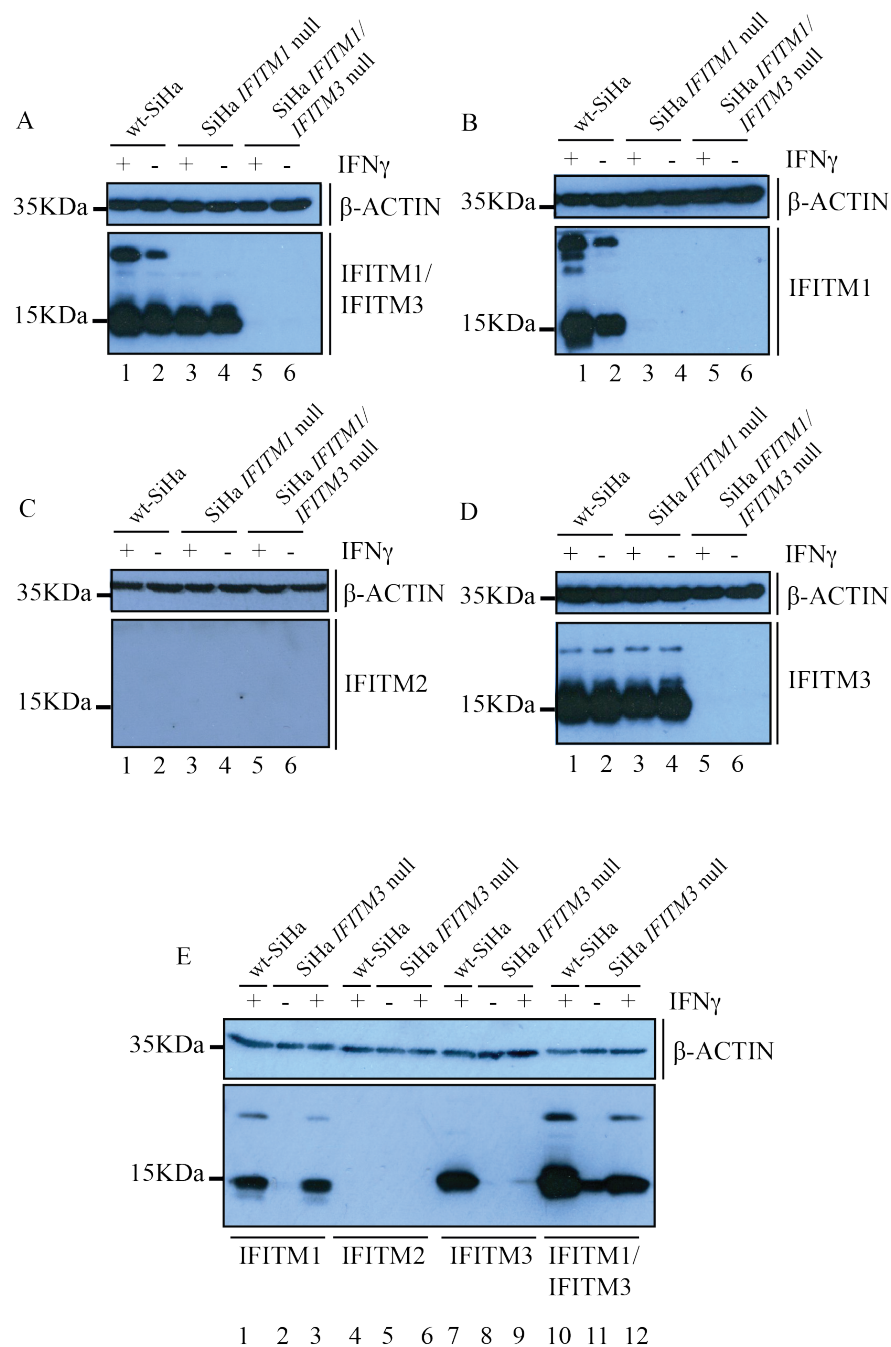 A
wt-SiHa
SiHa IFITM1 null
SiHa IFITM1/
IFITM3 null
+ - + - + - IFNγ
35KDa
β-ACTIN
IFITM1/
IFITM3
15KDa
1 2 3 4 5 6
B
wt-SiHa
SiHa IFITM1 null
SiHa IFITM1/
IFITM3 null
+ - + - + - IFNγ
35KDa
β-ACTIN
IFITM1
15KDa
1 2 3 4 5 6
C
wt-SiHa
SiHa IFITM1 null
SiHa IFITM1/
IFITM3 null
+ - + - + - IFNγ
35KDa
β-ACTIN
IFITM2
15KDa
1 2 3 4 5 6
D
wt-SiHa
SiHa IFITM1 null
SiHa IFITM1/
IFITM3 null
+ - + - + - IFNγ
35KDa
β-ACTIN
IFITM3
15KDa
1 2 3 4 5 6
E
wt-SiHa
SiHa IFITM3 null
wt-SiHa
SiHa IFITM3 null
wt-SiHa
SiHa IFITM3 null
wt-SiHa
SiHa IFITM3 null
+ - + + - + + - + + - + IFNγ
35KDa
β-ACTIN
15KDa
IFITM1 IFITM2 IFITM3 IFITM1/
IFITM3
1 2 3 4 5 6 7 8 9 10 11 12